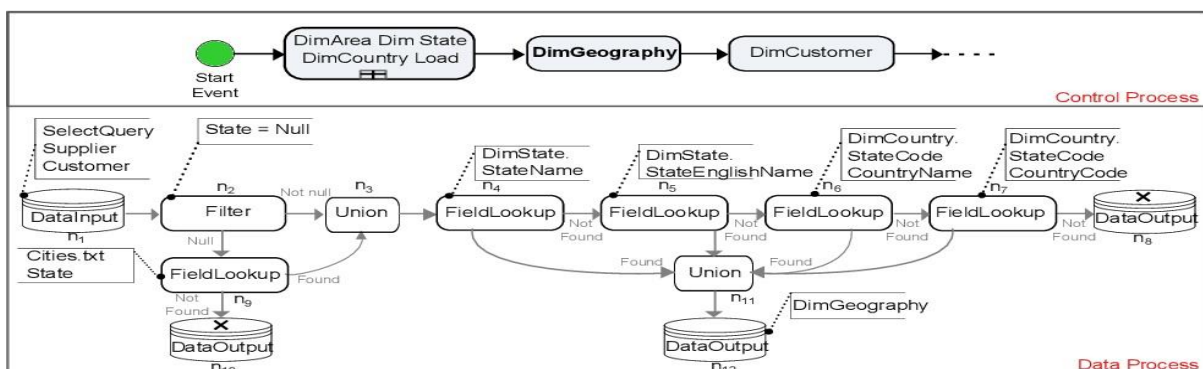 DimArea Dim State
DimCountry Load
DimGeography
DimCustomer
Start
Event
Control Process
SelectQuery
Supplier
Customer
State = Null
DimState.
StateName
DimState.
StateEnglishName
DimCountry.
StateCode
CountryName
DimCountry.
StateCode
CountryCode
n2
n3
n4
n5
n6
n7
DataInput
n1
Filter
Not null
Union
FieldLookup
Not
Found
FieldLookup
Not
Found
FieldLookup
Not
Found
FieldLookup
Not
Found
DataOutput
n8
Null
Cities.txt
State
FieldLookup
Found
n9
Not
Found
Found
Found
Found
Found
Union
n11
DimGeography
DataOutput
DataOutput
Data Process